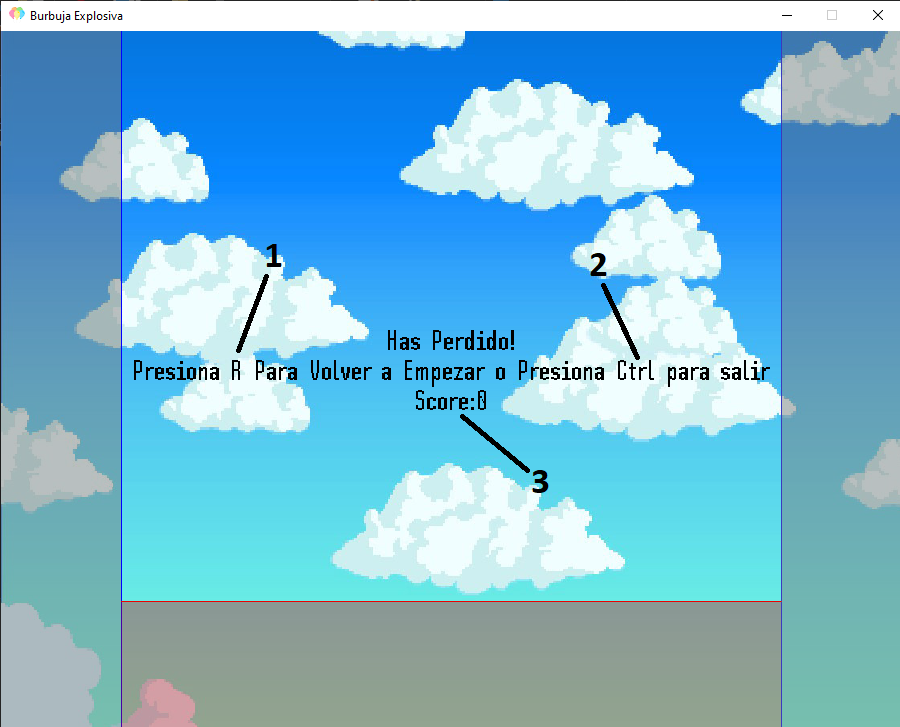 Burbuja Explosiva
1
2
Has Perdido!
Presiona R Para Volver a Empezar o Presiona Ctrl para salir
Score:0
3